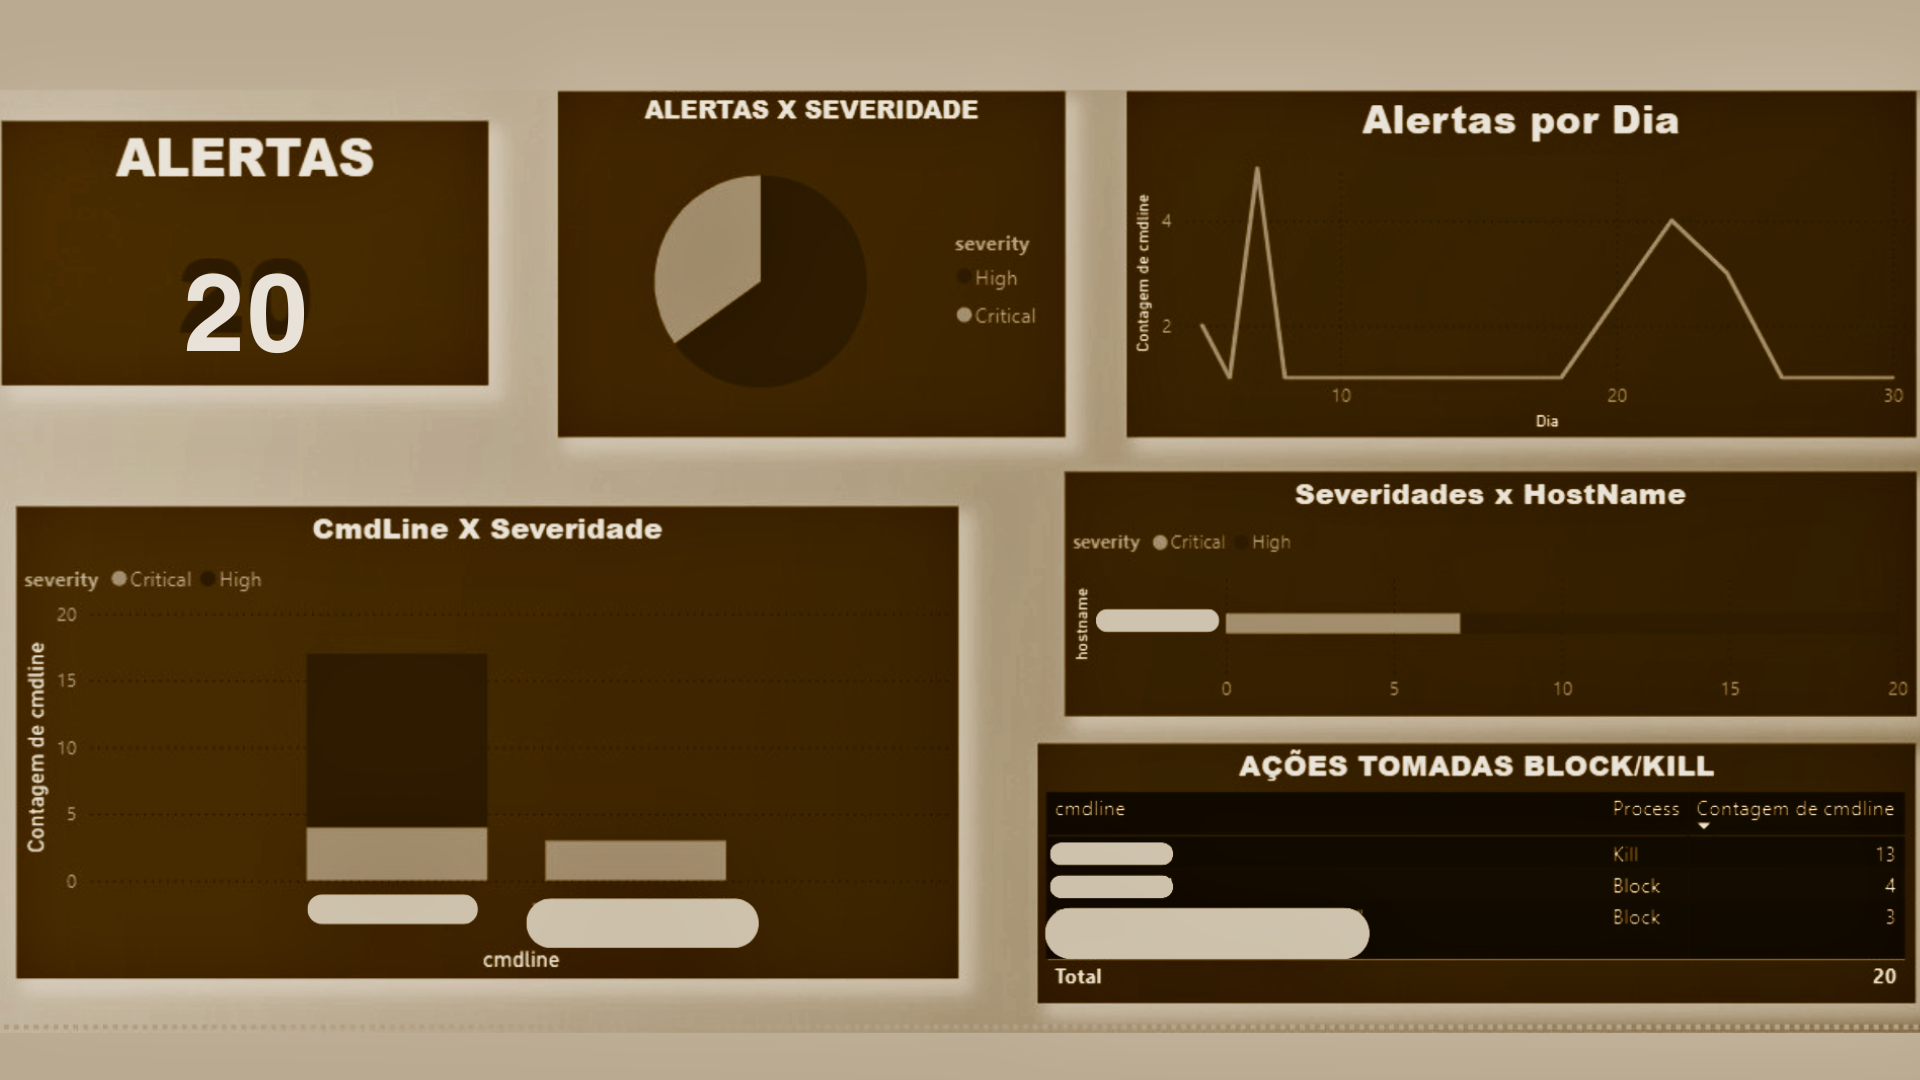 ALERTAS
20
ALERTAS X SEVERIDADE
severity
High
Critical
Alertas por Dia
Contagem de cmdline
4
2
10
20
30
Dia
CmdLine X Severidade
severity Critical High
Contagem de cmdline
20
15
10
5
0
cmdline
Severidades x HostName
severity Critical High
hostname
0
5
10
15
20
AÇÕES TOMADAS BLOCK/KILL
cmdline Process Contagem de cmdline
Kill 13
Block 4
Block 3
Total 20